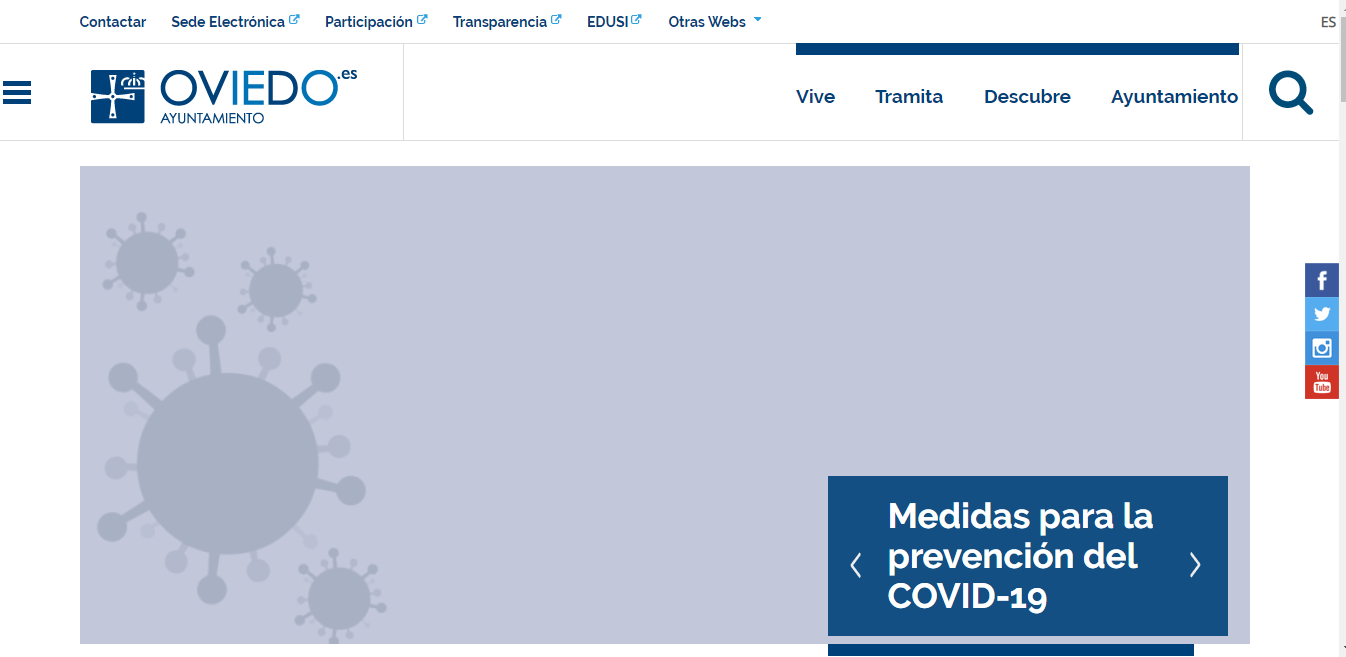 Contactar Sede Electrónica Participación Transparencia EDUSI Otras Webs ES
OVIEDO.es
AYUNTAMIENTO
Vive Tramita Descubre Ayuntamiento
You
Tube
Medidas para la
prevención del
COVID-19